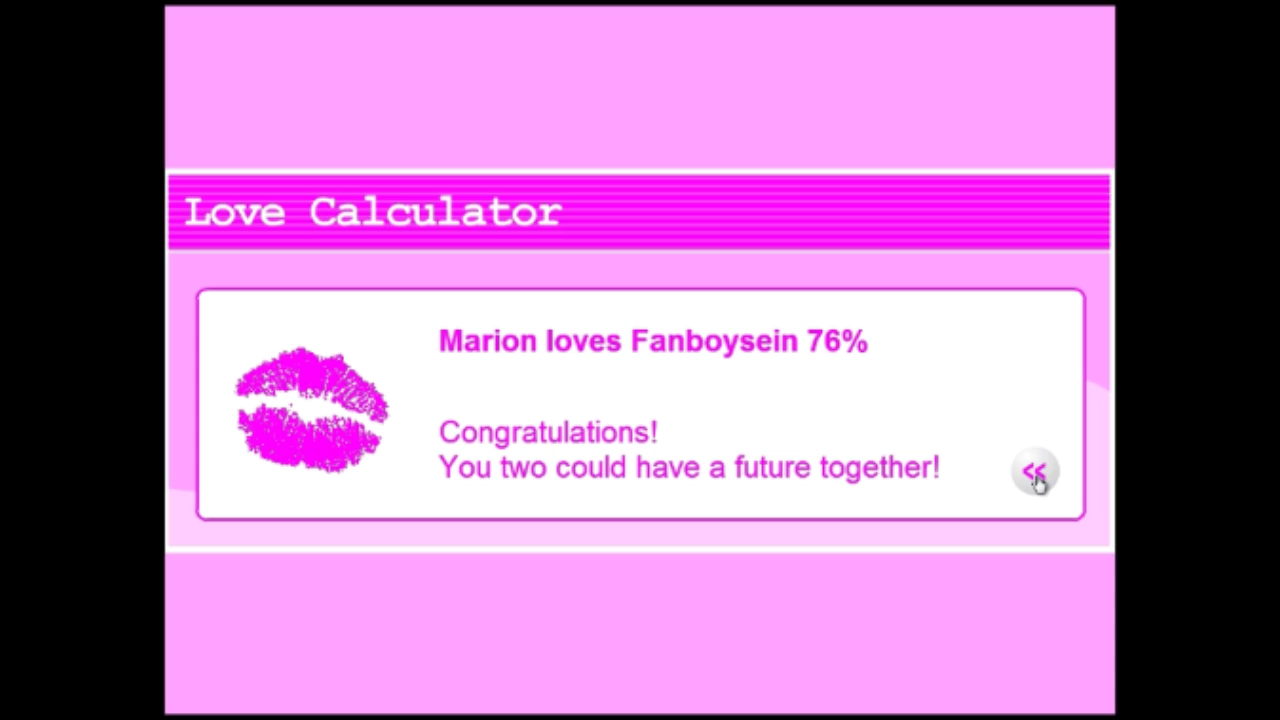 Love Calculator
Marion loves Fanboysein 76%
Congratulations!
You two could have a future together!
<<